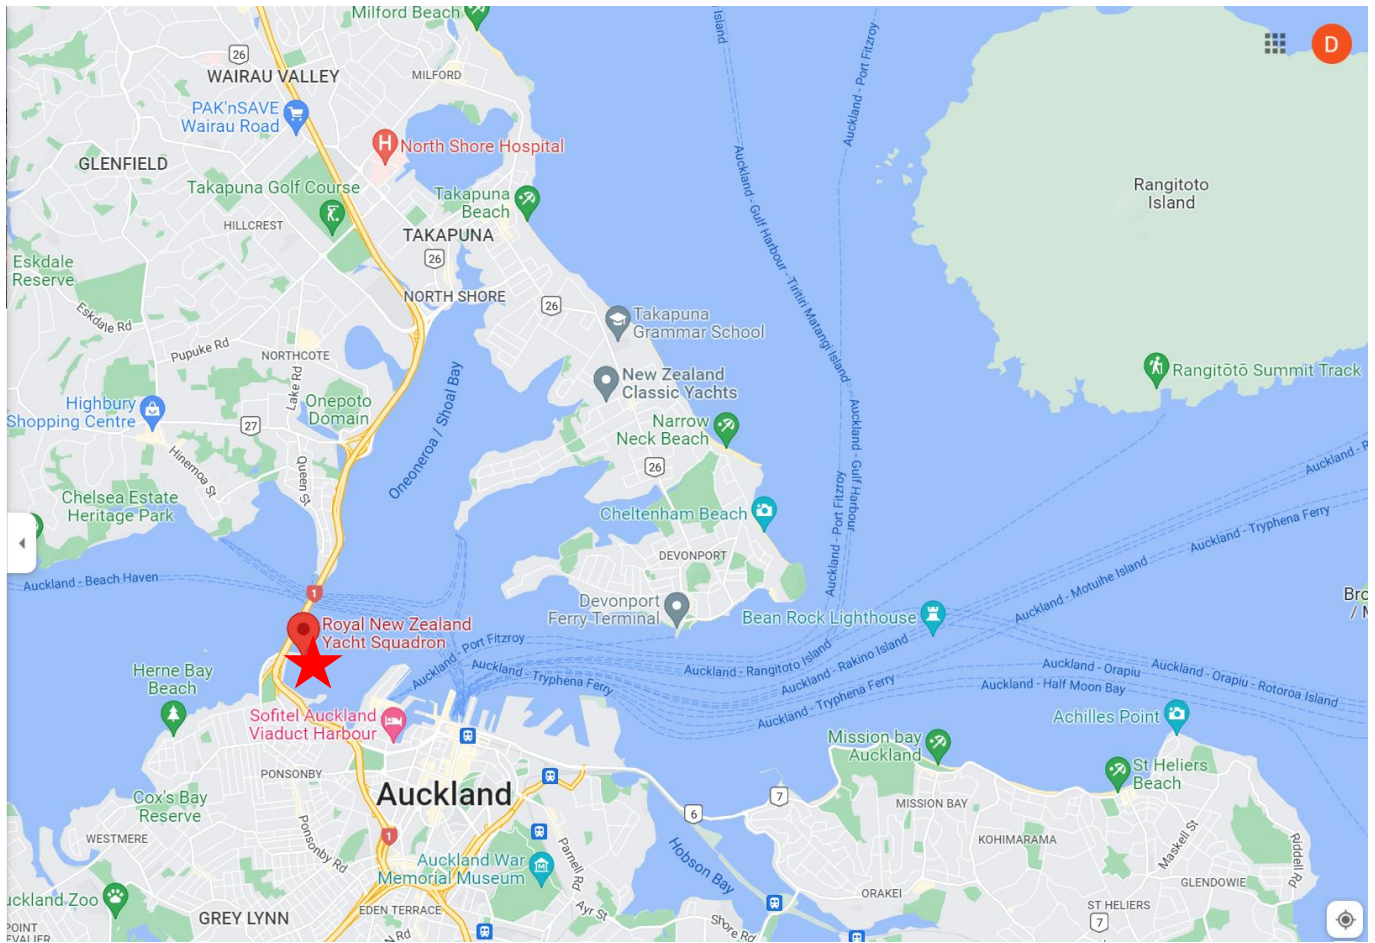 Milford Beach
26
WAIRAU VALLEY
MILFORD
D
PAK'nSAVE
Wairau Road
H
North Shore Hospital
GLENFIELD
Takapuna Golf Course
Takapuna
Beach
HILLCREST
TAKAPUNA
26
Eskdale
Reserve
NORTH SHORE
26
Eskdale Rd
Pupuke Rd
NORTHCOTE
Lake Rd
Takapuna
Grammar School
New Zealand
Classic Yachts
Rangitoto
Island
Rangitōtō Summit Track
Highbury
Shopping Centre
Onepoto
Domain
27
Oneoneroa / Shoal Bay
Narrow
Neck Beach
26
Hinemoa St
Queen St
Chelsea Estate
Heritage Park
Cheltenham Beach
DEVONPORT
Island
Auckland - Port Fitzroy
Auckland - Gulf Harbour - Tiritiri Matangi Island
Auckland - Gulf Harbour
Auckland - Port Fitzroy
Auckland - Tryphena Ferry
Auckland - Motuihe Island
Auckland - Beach Haven
1
Devonport
Ferry Terminal
Bean Rock Lighthouse
Royal New Zealand
Yacht Squadron
Auckland - Port Fitzroy
Auckland - Tryphena Ferry
Auckland - Rangitoto Island
Auckland - Rakino Island
Auckland - Tryphena Ferry
Auckland - Orapiu
Auckland - Orapiu - Rotoroa Island
Auckland - Half Moon Bay
Herne Bay
Beach
Sofitel Auckland
Viaduct Harbour
Achilles Point
Mission bay
Auckland
St Heliers
Beach
PONSONBY
Auckland
7
6
MISSION BAY
Cox's Bay
Reserve
WESTMERE
Ponsonby Rd
1
KOHIMARAMA
Maskell St
Riddell Rd
Auckland War
Memorial Museum
Parnell Rd
Hobson Bay
GLENDOWIE
ORAKEI
GREY LYNN
EDEN TERRACE
Ayr St
Shore Rd
ST HELIERS
7